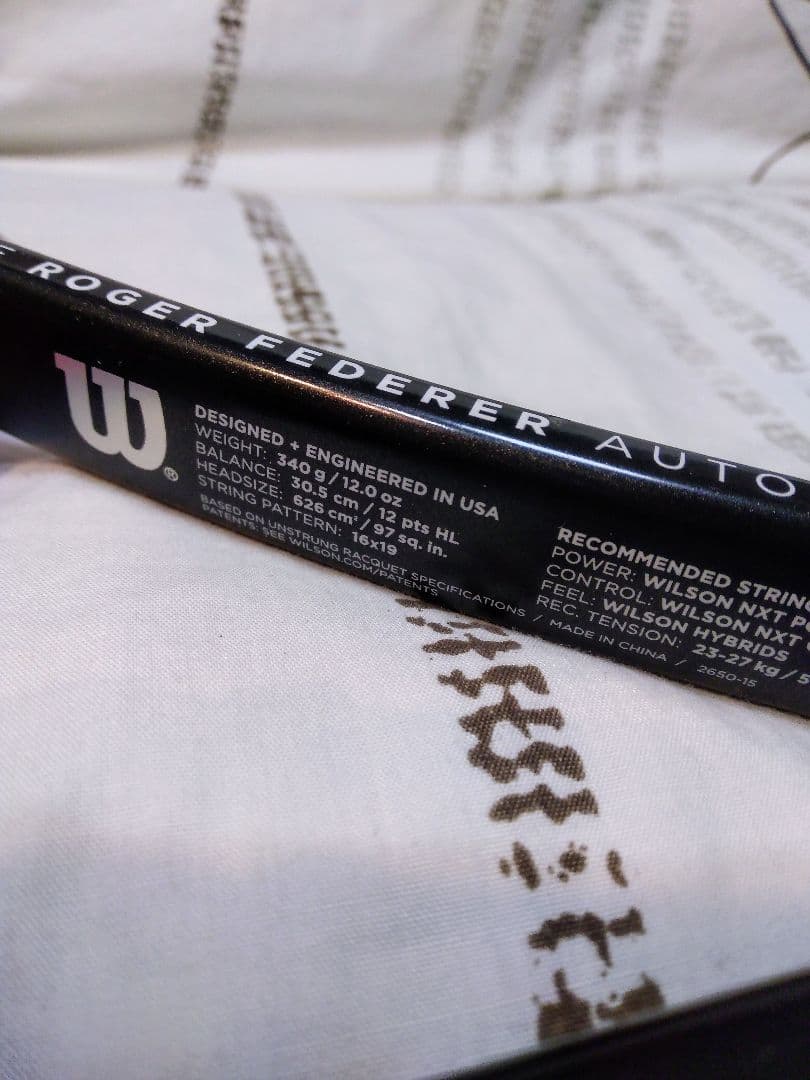 ROGER FEDERER AUTO
W®
DESIGNED + ENGINEERED IN USA
WEIGHT: 340 g / 12.0 oz
BALANCE: 30.5 cm / 12 pts HL
HEADSIZE: 626 cm² / 97 sq. in.
STRING PATTERN: 16x19
BASED ON UNSTRUNG RACQUET SPECIFICATIONS / MADE IN CHINA / 2650-15
PATENTS: SEE WILSON.COM/PATENTS
RECOMMENDED STRING
POWER: WILSON NXT
CONTROL: WILSON NXT
FEEL: WILSON HYBRIDS
REC. TENSION: 23-27 kg / 5